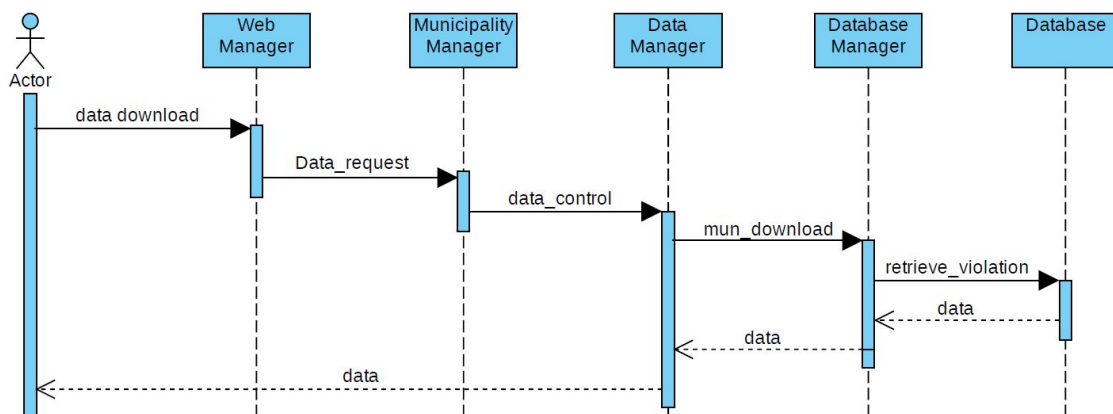 Web
Manager
Municipality
Manager
Data
Manager
Database
Manager
Database
Actor
data download
Data_request
data_control
mun_download
retrieve_violation
data
data
data